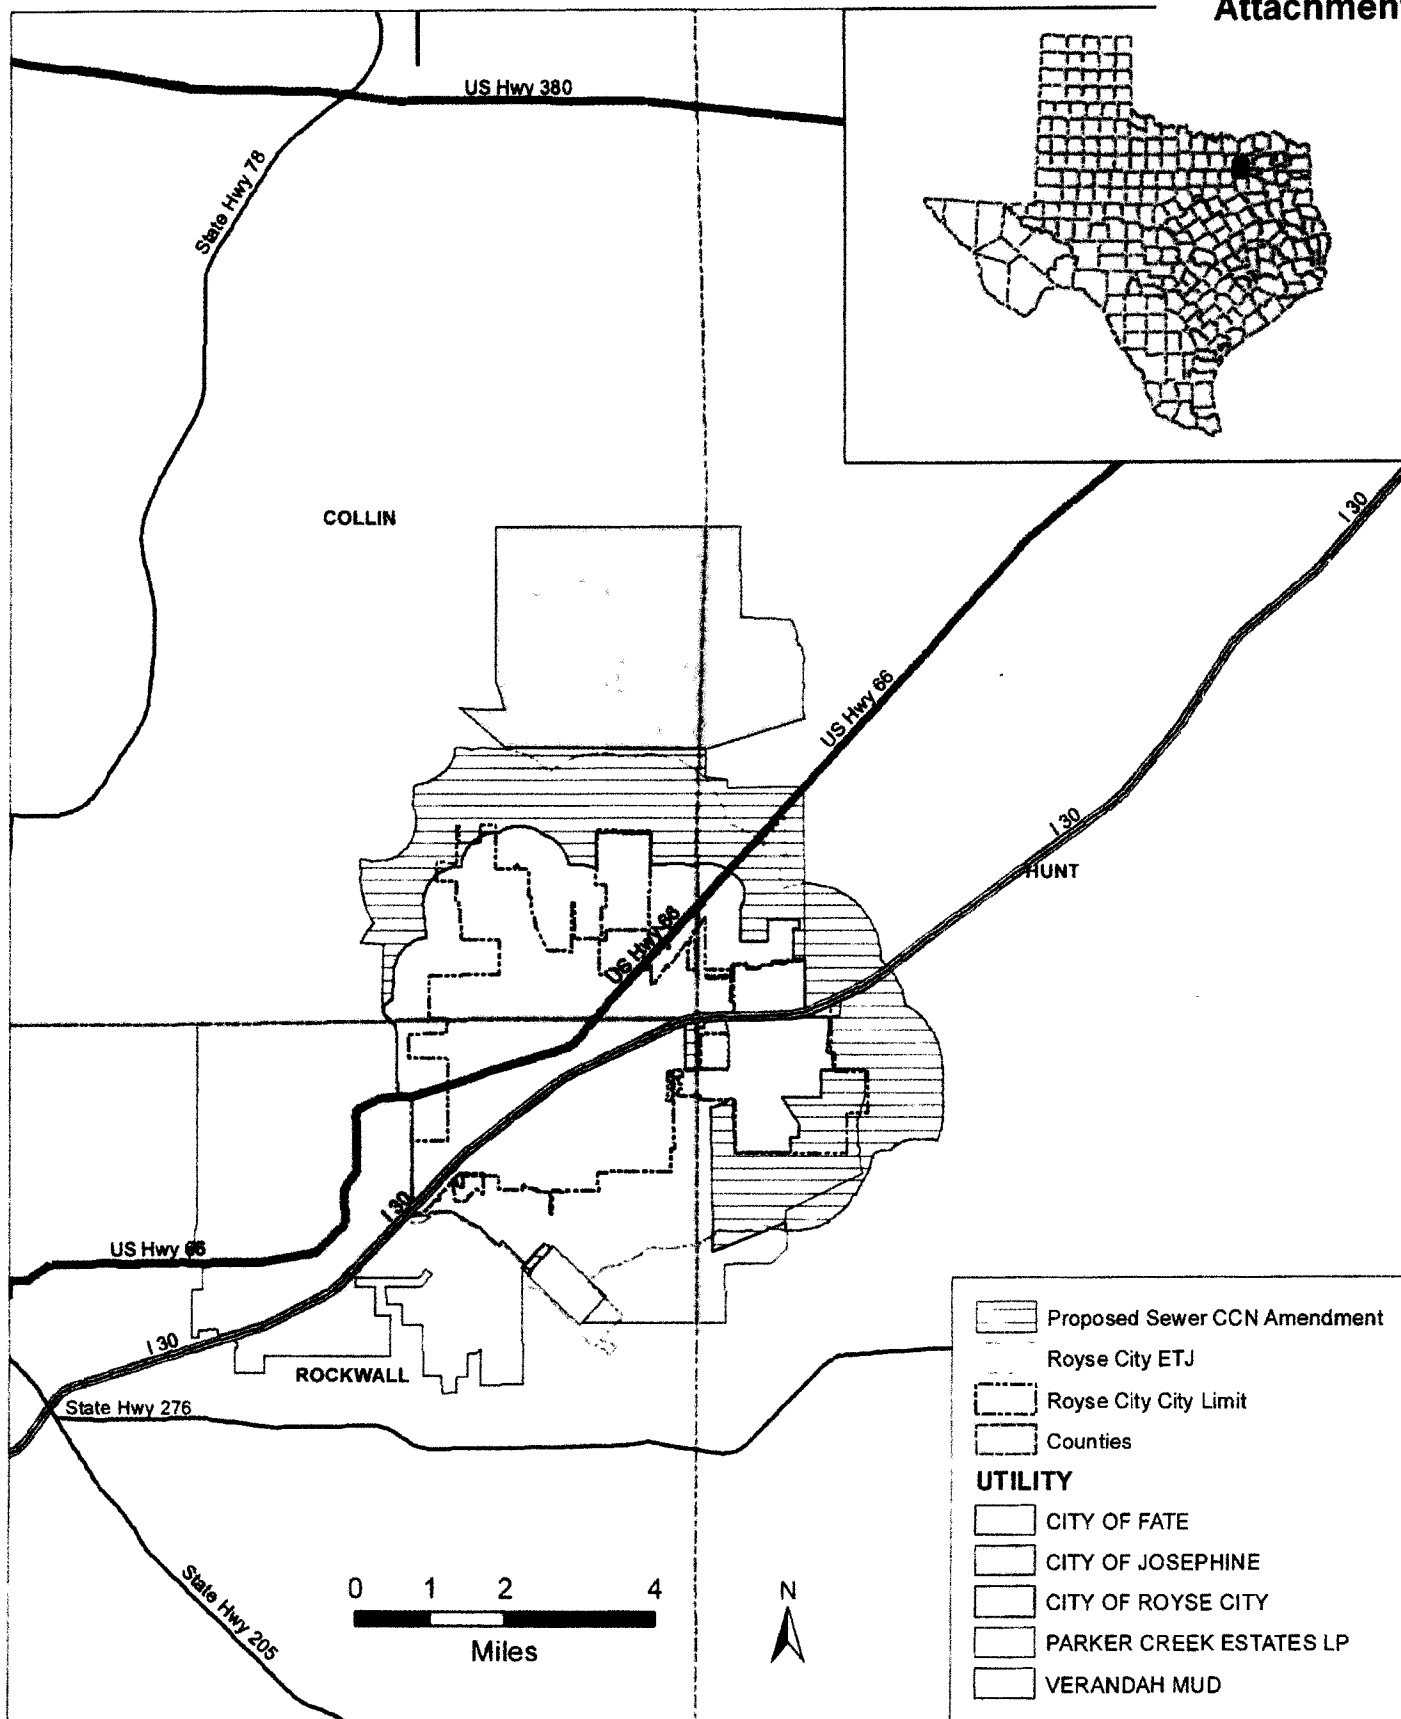 Attachment
US Hwy 380
State Hwy 78
COLLIN
I 30
US Hwy 66
I 30
HUNT
US Hwy 66
I 30
US Hwy 66
I 30
ROCKWALL
State Hwy 276
State Hwy 205
0 1 2 4
Miles
N
Proposed Sewer CCN Amendment
Royse City ETJ
Royse City City Limit
Counties
UTILITY
CITY OF FATE
CITY OF JOSEPHINE
CITY OF ROYSE CITY
PARKER CREEK ESTATES LP
VERANDAH MUD